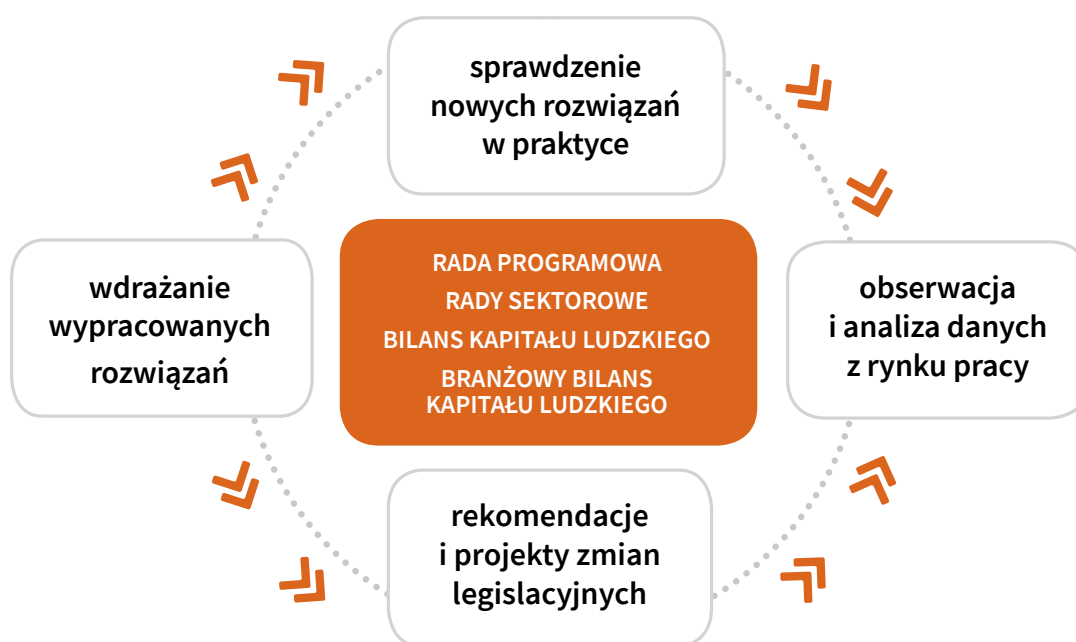 sprawdzenie
nowych rozwiązań
w praktyce
wdrażanie
wypracowanych
rozwiązań
RADA PROGRAMOWA
RADY SEKTOROWE
BILANS KAPITAŁU LUDZKIEGO
BRANŻOWY BILANS
KAPITAŁU LUDZKIEGO
obserwacja
i analiza danych
z rynku pracy
rekomendacje
i projekty zmian
legislacyjnych